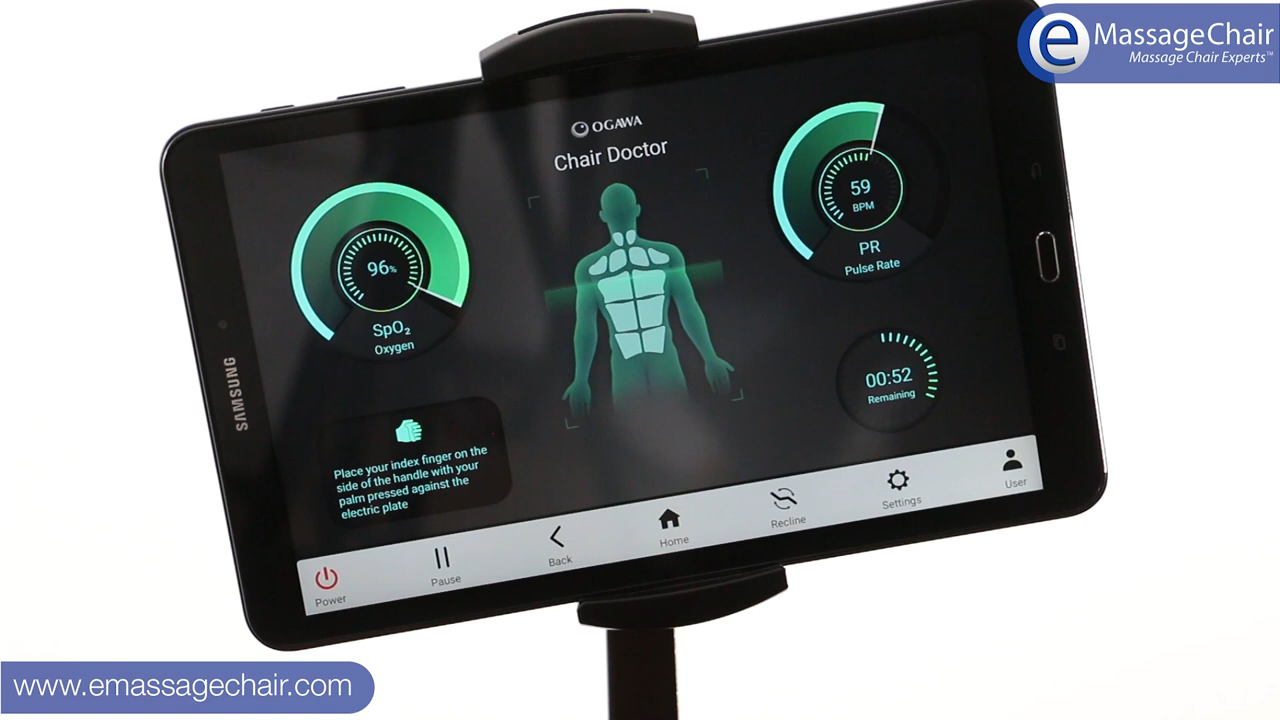 e MassageChair
Massage Chair Experts™
OGAWA
Chair Doctor
96%
SpO₂
Oxygen
59
BPM
PR
Pulse Rate
00:52
Remaining
Place your index finger on the
side of the handle with your
palm pressed against the
electric plate
Power
Pause
Back
Home
Recline
Settings
User
SAMSUNG
www.emassagechair.com